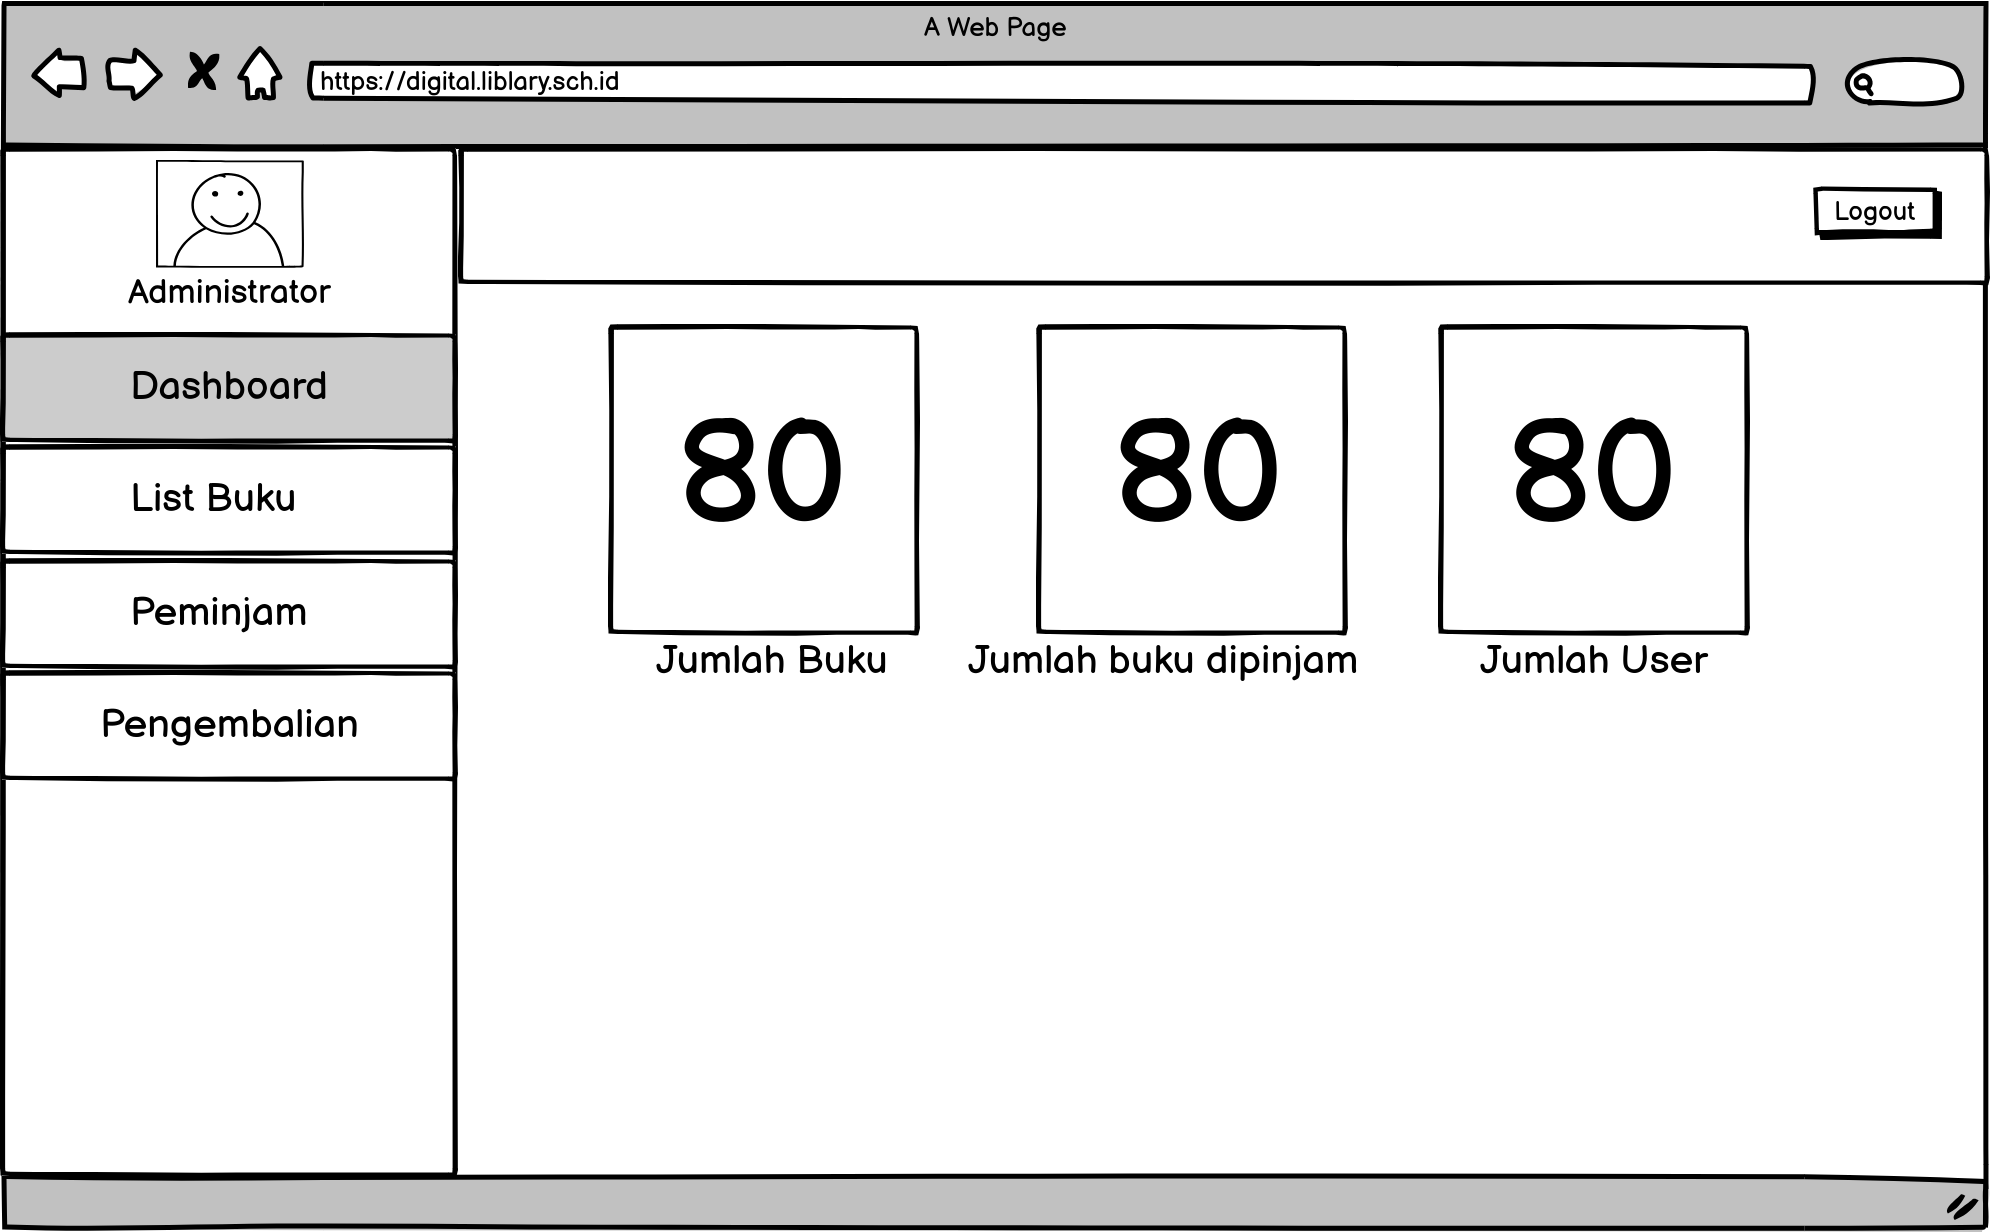 A Web Page
https://digital.liblary.sch.id
Logout
Administrator
Dashboard
List Buku
Peminjam
Pengembalian
80
80
80
Jumlah Buku
Jumlah buku dipinjam
Jumlah User